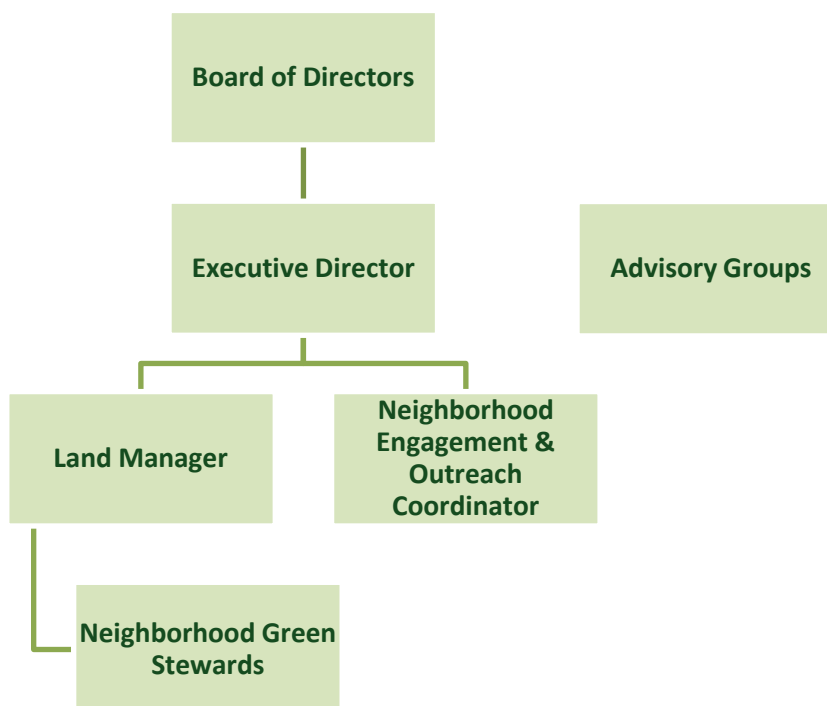 Board of Directors
Executive Director
Advisory Groups
Land Manager
Neighborhood
Engagement &
Outreach
Coordinator
Neighborhood Green
Stewards